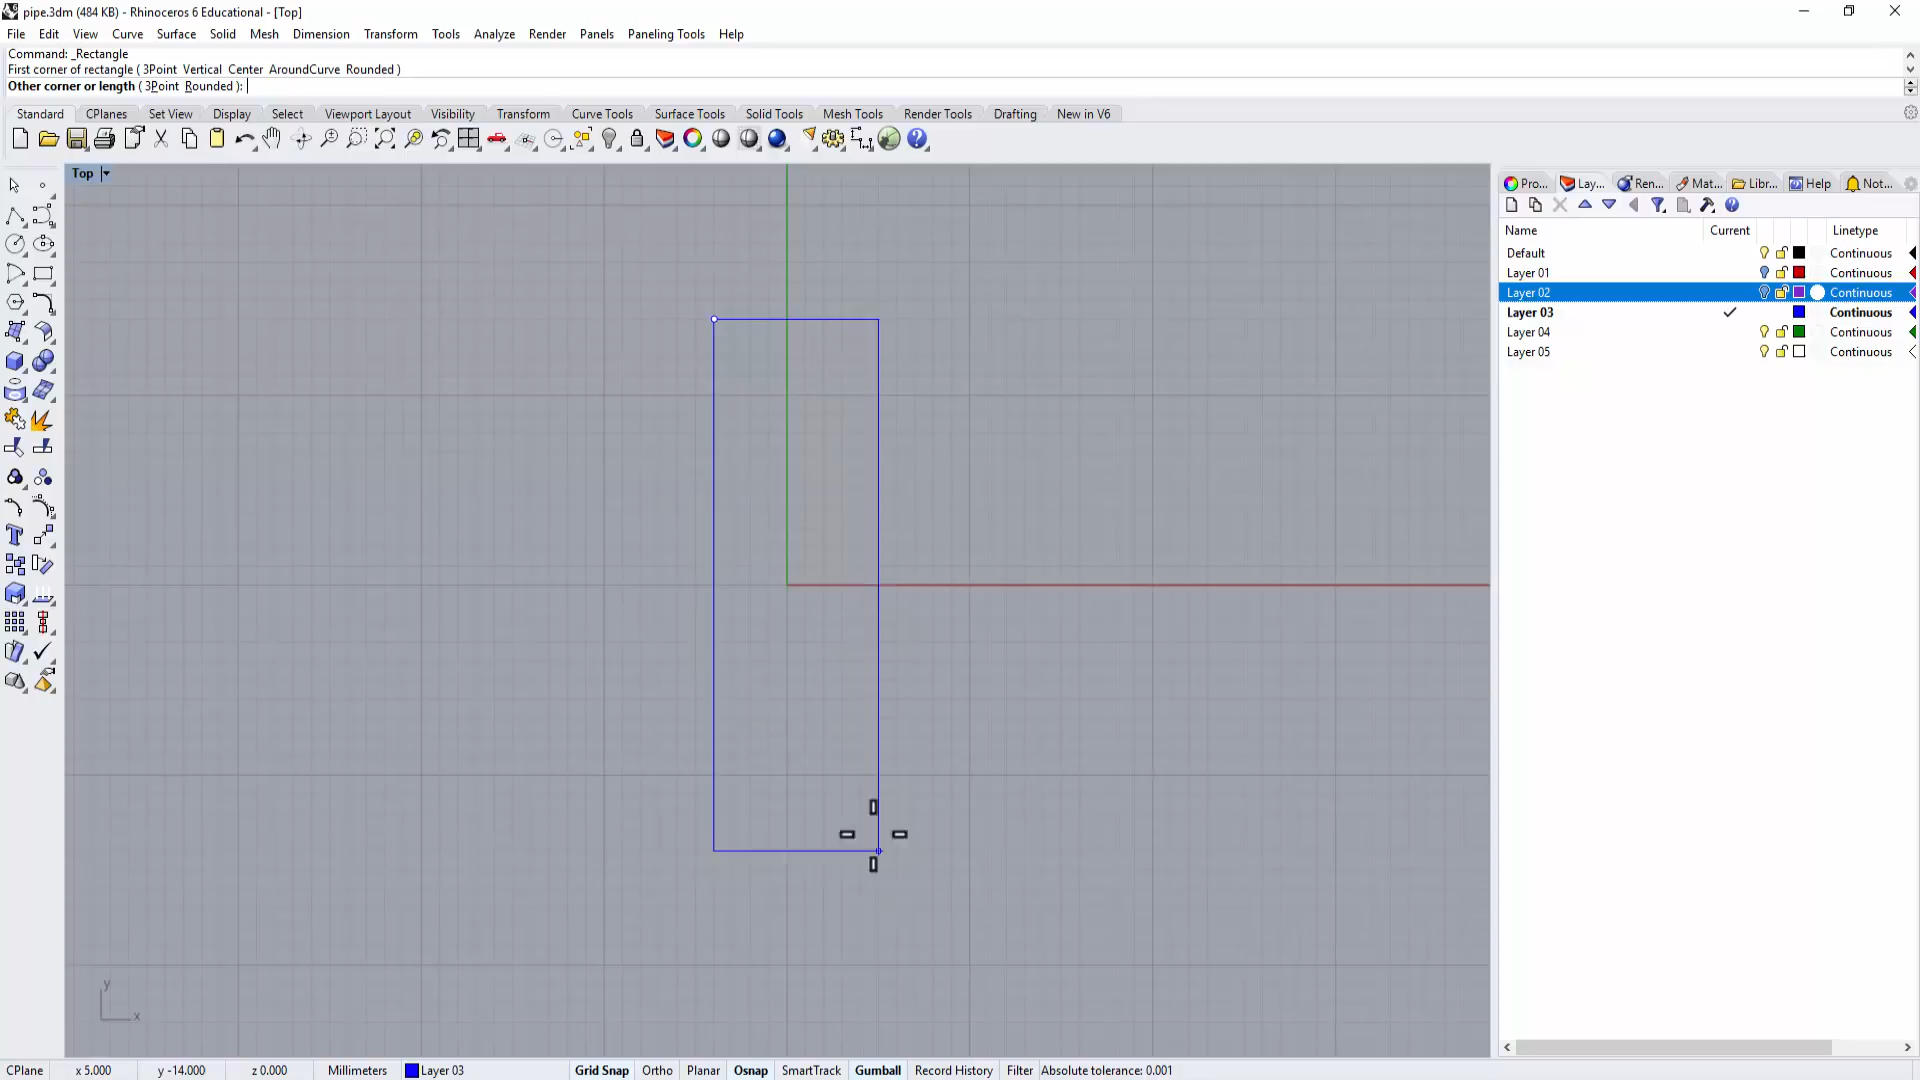 pipe.3dm (484 KB) - Rhinoceros 6 Educational - [Top]
File Edit View Curve Surface Solid Mesh Dimension Transform Tools Analyze Render Panels Paneling Tools Help
Command: _Rectangle
First corner of rectangle ( 3Point Vertical Center AroundCurve Rounded )
Other corner or length ( 3Point Rounded ):
Standard CPlanes Set View Display Select Viewport Layout Visibility Transform Curve Tools Surface Tools Solid Tools Mesh Tools Render Tools Drafting New in V6
Top
Pro... Lay... Ren... Mat... Libr... Help Not...
Name Current Linetype
Default Continuous
Layer 01 Continuous
Layer 02 Continuous
Layer 03 Continuous
Layer 04 Continuous
Layer 05 Continuous
y
x
CPlane x 5.000 y -14.000 z 0.000 Millimeters Layer 03 Grid Snap Ortho Planar Osnap SmartTrack Gumball Record History Filter Absolute tolerance: 0.001